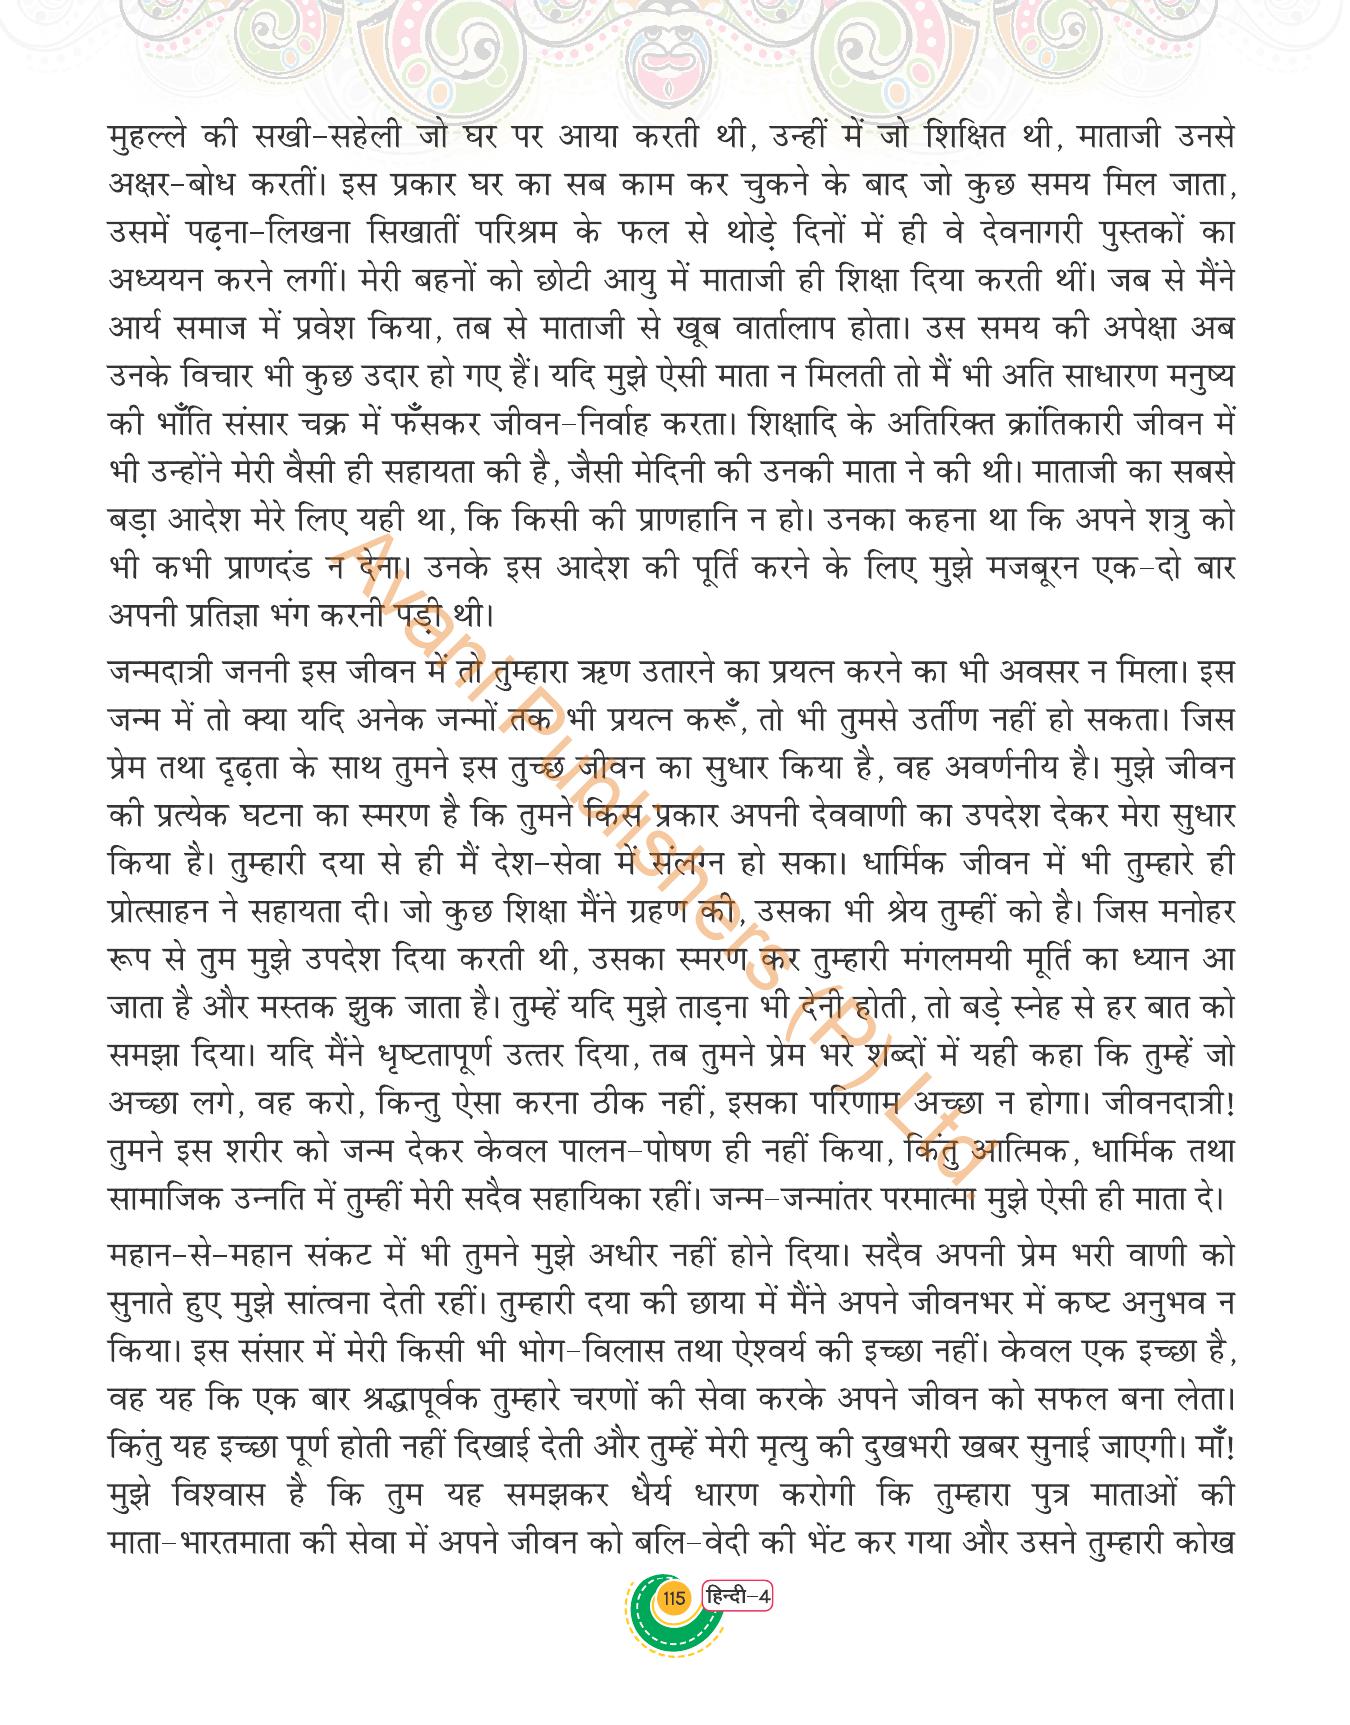 मुहल्ले की सखी-सहेली जो घर पर आया करती थी, उन्हीं में जो शिक्षित थी, माताजी उनसे
अक्षर-बोध करतीं। इस प्रकार घर का सब काम कर चुकने के बाद जो कुछ समय मिल जाता,
उसमें पढ़ना-लिखना सिखातीं परिश्रम के फल से थोड़े दिनों में ही वे देवनागरी पुस्तकों का
अध्ययन करने लगीं। मेरी बहनों को छोटी आयु में माताजी ही शिक्षा दिया करती थीं। जब से मैंने
आर्य समाज में प्रवेश किया, तब से माताजी से खूब वार्तालाप होता। उस समय की अपेक्षा अब
उनके विचार भी कुछ उदार हो गए हैं। यदि मुझे ऐसी माता न मिलती तो मैं भी अति साधारण मनुष्य
की भाँति संसार चक्र में फँसकर जीवन-निर्वाह करता। शिक्षादि के अतिरिक्त क्रांतिकारी जीवन में
भी उन्होंने मेरी वैसी ही सहायता की है, जैसी मेदिनी की उनकी माता ने की थी। माताजी का सबसे
बड़ा आदेश मेरे लिए यही था, कि किसी की प्राणहानि न हो। उनका कहना था कि अपने शत्रु को
भी कभी प्राणदंड न देना। उनके इस आदेश की पूर्ति करने के लिए मुझे मजबूरन एक-दो बार
अपनी प्रतिज्ञा भंग करनी पड़ी थी।
जन्मदात्री जननी इस जीवन में तो तुम्हारा ऋण उतारने का प्रयत्न करने का भी अवसर न मिला। इस
जन्म में तो क्या यदि अनेक जन्मों तक भी प्रयत्न करूँ, तो भी तुमसे उर्तीण नहीं हो सकता। जिस
प्रेम तथा दृढ़ता के साथ तुमने इस तुच्छ जीवन का सुधार किया है, वह अवर्णनीय है। मुझे जीवन
की प्रत्येक घटना का स्मरण है कि तुमने किस प्रकार अपनी देववाणी का उपदेश देकर मेरा सुधार
किया है। तुम्हारी दया से ही मैं देश-सेवा में संलग्न हो सका। धार्मिक जीवन में भी तुम्हारे ही
प्रोत्साहन ने सहायता दी। जो कुछ शिक्षा मैंने ग्रहण की, उसका भी श्रेय तुम्हीं को है। जिस मनोहर
रूप से तुम मुझे उपदेश दिया करती थी, उसका स्मरण कर तुम्हारी मंगलमयी मूर्ति का ध्यान आ
जाता है और मस्तक झुक जाता है। तुम्हें यदि मुझे ताड़ना भी देनी होती, तो बड़े स्नेह से हर बात को
समझा दिया। यदि मैंने धृष्टतापूर्ण उत्तर दिया, तब तुमने प्रेम भरे शब्दों में यही कहा कि तुम्हें जो
अच्छा लगे, वह करो, किन्तु ऐसा करना ठीक नहीं, इसका परिणाम अच्छा न होगा। जीवनदात्री!
तुमने इस शरीर को जन्म देकर केवल पालन-पोषण ही नहीं किया, किंतु आत्मिक, धार्मिक तथा
सामाजिक उन्नति में तुम्हीं मेरी सदैव सहायिका रहीं। जन्म-जन्मांतर परमात्मा मुझे ऐसी ही माता दे।
महान-से-महान संकट में भी तुमने मुझे अधीर नहीं होने दिया। सदैव अपनी प्रेम भरी वाणी को
सुनाते हुए मुझे सांत्वना देती रहीं। तुम्हारी दया की छाया में मैंने अपने जीवनभर में कष्ट अनुभव न
किया। इस संसार में मेरी किसी भी भोग-विलास तथा ऐश्वर्य की इच्छा नहीं। केवल एक इच्छा है,
वह यह कि एक बार श्रद्धापूर्वक तुम्हारे चरणों की सेवा करके अपने जीवन को सफल बना लेता।
किंतु यह इच्छा पूर्ण होती नहीं दिखाई देती और तुम्हें मेरी मृत्यु की दुखभरी खबर सुनाई जाएगी। माँ!
मुझे विश्वास है कि तुम यह समझकर धैर्य धारण करोगी कि तुम्हारा पुत्र माताओं की
माता-भारतमाता की सेवा में अपने जीवन को बलि-वेदी की भेंट कर गया और उसने तुम्हारी कोख
115 हिन्दी-4
Avani Publishers (P) Ltd.